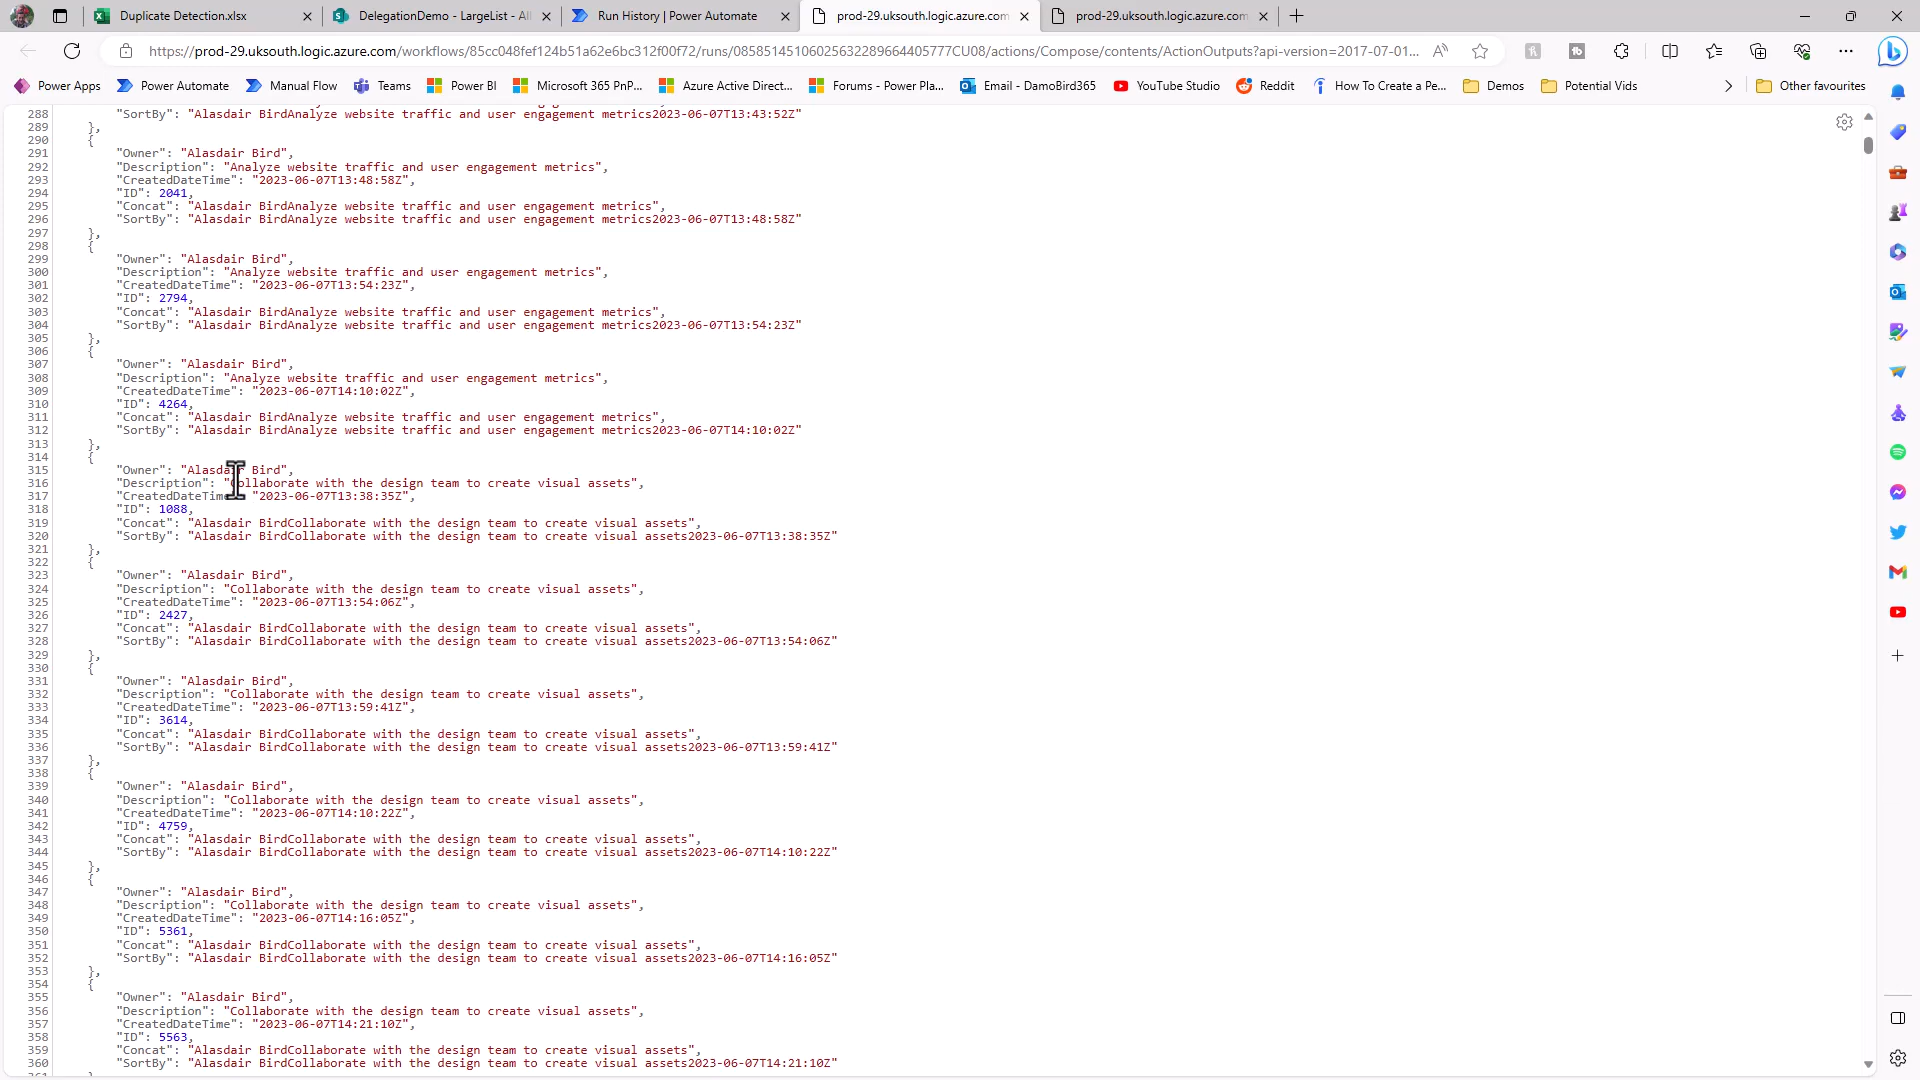 Duplicate Detection.xlsx
DelegationDemo - LargeList - All
Run History | Power Automate
prod-29.uksouth.logic.azure.com
prod-29.uksouth.logic.azure.com
https://prod-29.uksouth.logic.azure.com/workflows/85cc048fef124b51a62e6bc312f00f72/runs/08585145106025632289664405777CU08/actions/Compose/contents/ActionOutputs?api-version=2017-07-01...
Power Apps
Power Automate
Manual Flow
Teams
Power BI
Microsoft 365 PnP...
Azure Active Direct...
Forums - Power Pla...
Email - DamoBird365
YouTube Studio
Reddit
How To Create a Pe...
Demos
Potential Vids
Other favourites
288 "SortBy": "Alasdair BirdAnalyze website traffic and user engagement metrics2023-06-07T13:43:52Z"
289 },
290 {
291 "Owner": "Alasdair Bird",
292 "Description": "Analyze website traffic and user engagement metrics",
293 "CreatedDateTime": "2023-06-07T13:48:58Z",
294 "ID": 2041,
295 "Concat": "Alasdair BirdAnalyze website traffic and user engagement metrics",
296 "SortBy": "Alasdair BirdAnalyze website traffic and user engagement metrics2023-06-07T13:48:58Z"
297 },
298 {
299 "Owner": "Alasdair Bird",
300 "Description": "Analyze website traffic and user engagement metrics",
301 "CreatedDateTime": "2023-06-07T13:54:23Z",
302 "ID": 2794,
303 "Concat": "Alasdair BirdAnalyze website traffic and user engagement metrics",
304 "SortBy": "Alasdair BirdAnalyze website traffic and user engagement metrics2023-06-07T13:54:23Z"
305 },
306 {
307 "Owner": "Alasdair Bird",
308 "Description": "Analyze website traffic and user engagement metrics",
309 "CreatedDateTime": "2023-06-07T14:10:02Z",
310 "ID": 4264,
311 "Concat": "Alasdair BirdAnalyze website traffic and user engagement metrics",
312 "SortBy": "Alasdair BirdAnalyze website traffic and user engagement metrics2023-06-07T14:10:02Z"
313 },
314 {
315 "Owner": "Alasdair Bird",
316 "Description": "Collaborate with the design team to create visual assets",
317 "CreatedDateTime": "2023-06-07T13:38:35Z",
318 "ID": 1088,
319 "Concat": "Alasdair BirdCollaborate with the design team to create visual assets",
320 "SortBy": "Alasdair BirdCollaborate with the design team to create visual assets2023-06-07T13:38:35Z"
321 },
322 {
323 "Owner": "Alasdair Bird",
324 "Description": "Collaborate with the design team to create visual assets",
325 "CreatedDateTime": "2023-06-07T13:54:06Z",
326 "ID": 2427,
327 "Concat": "Alasdair BirdCollaborate with the design team to create visual assets",
328 "SortBy": "Alasdair BirdCollaborate with the design team to create visual assets2023-06-07T13:54:06Z"
329 },
330 {
331 "Owner": "Alasdair Bird",
332 "Description": "Collaborate with the design team to create visual assets",
333 "CreatedDateTime": "2023-06-07T13:59:41Z",
334 "ID": 3614,
335 "Concat": "Alasdair BirdCollaborate with the design team to create visual assets",
336 "SortBy": "Alasdair BirdCollaborate with the design team to create visual assets2023-06-07T13:59:41Z"
337 },
338 {
339 "Owner": "Alasdair Bird",
340 "Description": "Collaborate with the design team to create visual assets",
341 "CreatedDateTime": "2023-06-07T14:10:22Z",
342 "ID": 4759,
343 "Concat": "Alasdair BirdCollaborate with the design team to create visual assets",
344 "SortBy": "Alasdair BirdCollaborate with the design team to create visual assets2023-06-07T14:10:22Z"
345 },
346 {
347 "Owner": "Alasdair Bird",
348 "Description": "Collaborate with the design team to create visual assets",
349 "CreatedDateTime": "2023-06-07T14:16:05Z",
350 "ID": 5361,
351 "Concat": "Alasdair BirdCollaborate with the design team to create visual assets",
352 "SortBy": "Alasdair BirdCollaborate with the design team to create visual assets2023-06-07T14:16:05Z"
353 },
354 {
355 "Owner": "Alasdair Bird",
356 "Description": "Collaborate with the design team to create visual assets",
357 "CreatedDateTime": "2023-06-07T14:21:10Z",
358 "ID": 5563,
359 "Concat": "Alasdair BirdCollaborate with the design team to create visual assets",
360 "SortBy": "Alasdair BirdCollaborate with the design team to create visual assets2023-06-07T14:21:10Z"